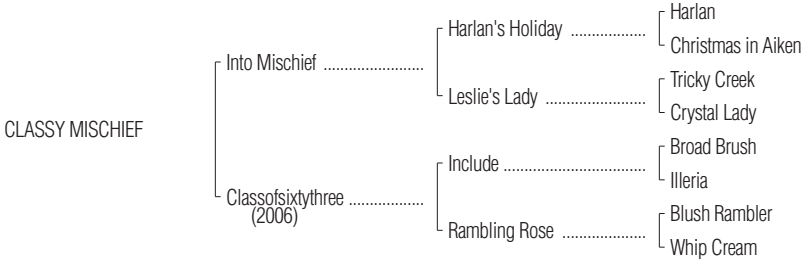 Harlan
Harlan's Holiday ..................
Christmas in Aiken
Into Mischief ........................
Tricky Creek
Leslie's Lady ........................
Crystal Lady
CLASSY MISCHIEF
Broad Brush
Include ..................................
Illeria
Classofsixtythree ..................
(2006)
Blush Rambler
Rambling Rose ....................
Whip Cream